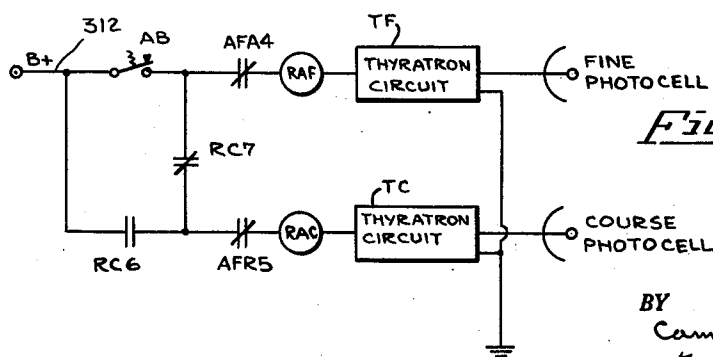 312
B+
AB
AFA4
RAF
TF
THYRATRON
CIRCUIT
FINE
PHOTOCELL
RC7
RC6
AFR5
RAC
TC
THYRATRON
CIRCUIT
COURSE
PHOTOCELL
BY